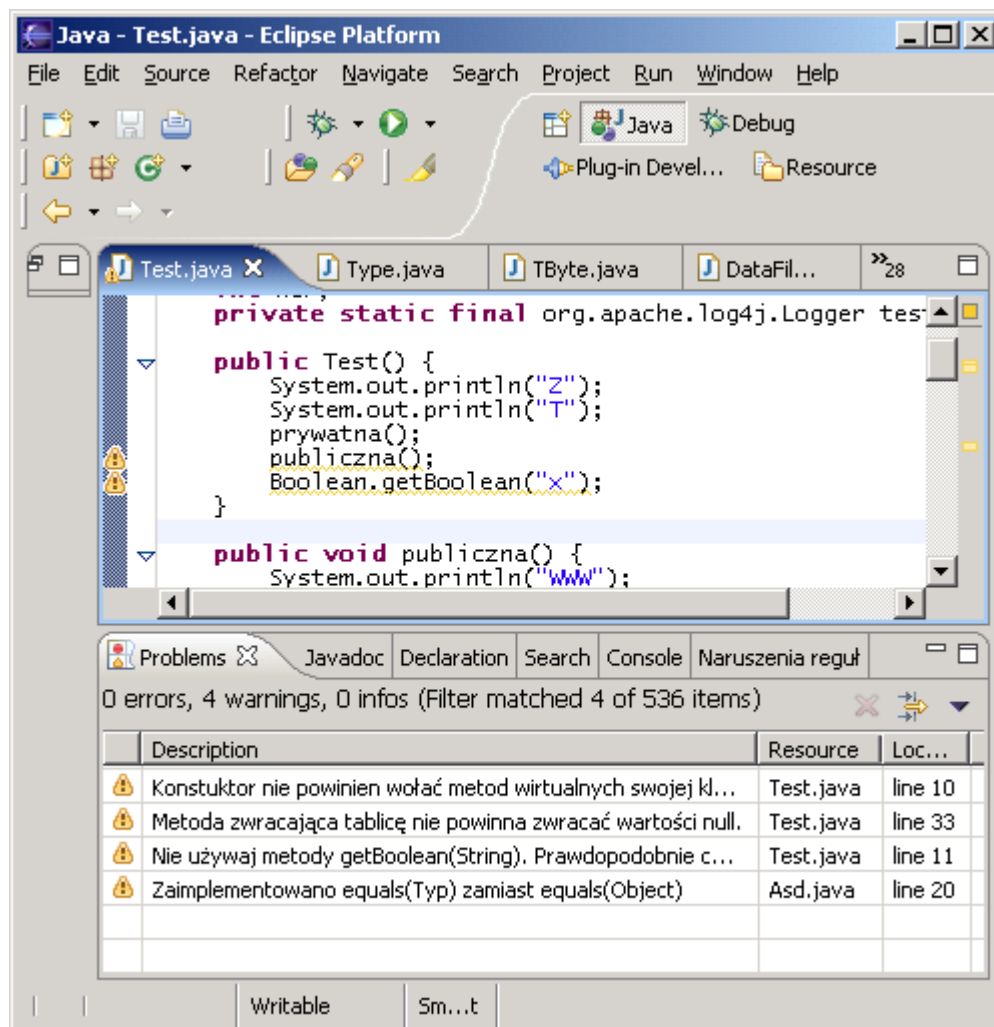 Java - Test.java - Eclipse Platform
File Edit Source Refactor Navigate Search Project Run Window Help
Java Debug
Plug-in Devel... Resource
Test.java Type.java TByte.java DataFil... »28
private static final org.apache.log4j.Logger tes
public Test() {
System.out.println("Z");
System.out.println("T");
prywatna();
publiczna();
Boolean.getBoolean("x");
}
public void publiczna() {
System.out.println("WWW");
Problems Javadoc Declaration Search Console Naruszenia reguł
0 errors, 4 warnings, 0 infos (Filter matched 4 of 536 items)
Description Resource Loc...
Konstuktor nie powinien wołać metod wirtualnych swojej kl... Test.java line 10
Metoda zwracająca tablicę nie powinna zwracać wartości null. Test.java line 33
Nie używaj metody getBoolean(String). Prawdopodobnie c... Test.java line 11
Zaimplementowano equals(Typ) zamiast equals(Object) Asd.java line 20
Writable Sm...t